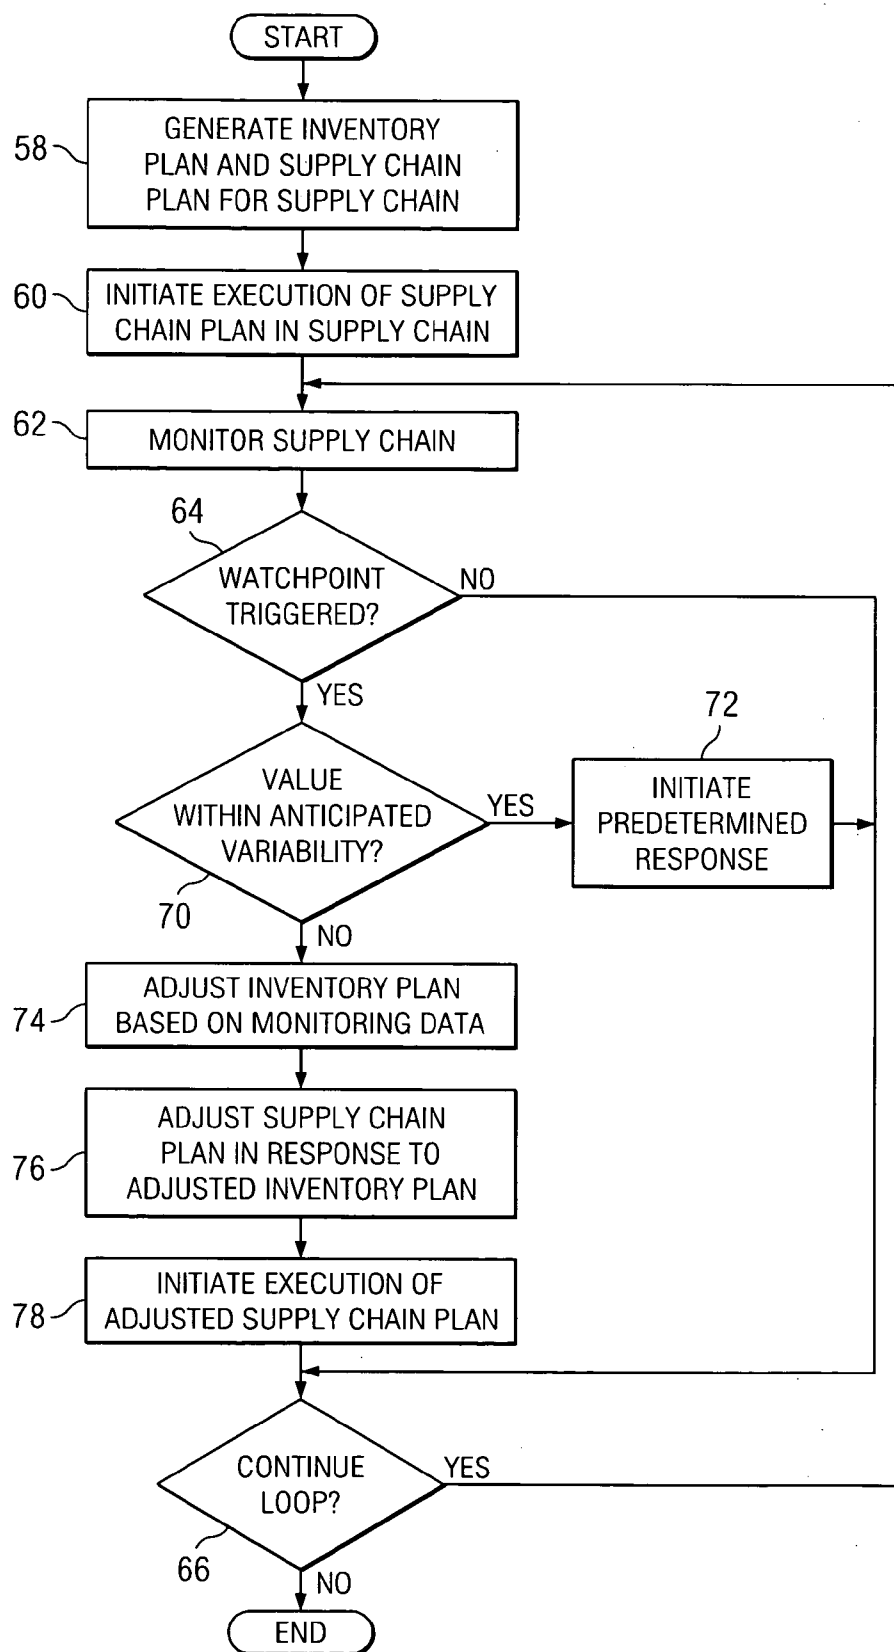 START
58
GENERATE INVENTORY
PLAN AND SUPPLY CHAIN
PLAN FOR SUPPLY CHAIN
60
INITIATE EXECUTION OF SUPPLY
CHAIN PLAN IN SUPPLY CHAIN
62
MONITOR SUPPLY CHAIN
64
WATCHPOINT
TRIGGERED?
NO
YES
VALUE
WITHIN ANTICIPATED
VARIABILITY?
70
YES
72
INITIATE
PREDETERMINED
RESPONSE
NO
74
ADJUST INVENTORY PLAN
BASED ON MONITORING DATA
76
ADJUST SUPPLY CHAIN
PLAN IN RESPONSE TO
ADJUSTED INVENTORY PLAN
78
INITIATE EXECUTION OF
ADJUSTED SUPPLY CHAIN PLAN
CONTINUE
LOOP?
YES
66
NO
END